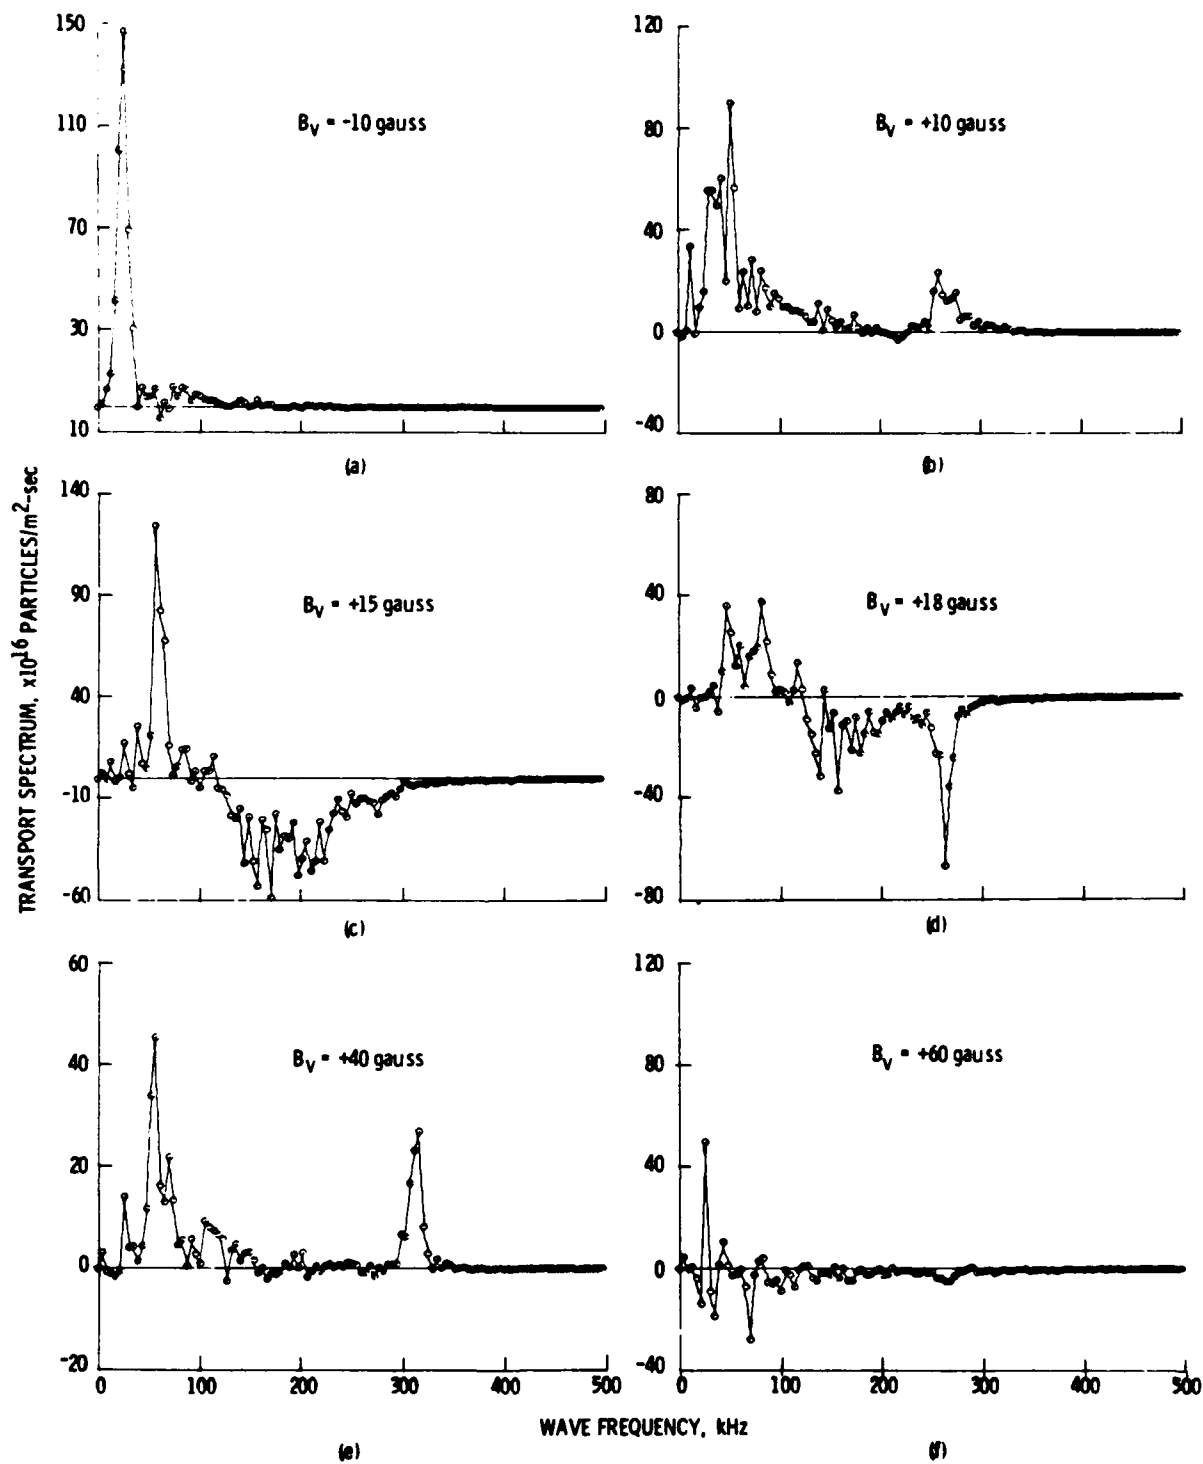 150
110
70
30
10
B_V = -10 gauss
(a)
120
80
40
0
-40
B_V = +10 gauss
(b)
TRANSPORT SPECTRUM, x10^16 PARTICLES/m^2-sec
140
90
40
-10
-60
B_V = +15 gauss
(c)
80
40
0
-40
-80
B_V = +18 gauss
(d)
60
40
20
0
-20
B_V = +40 gauss
0 100 200 300 400 500
(e)
120
80
40
0
-40
B_V = +60 gauss
0 100 200 300 400 500
(f)
WAVE FREQUENCY, kHz